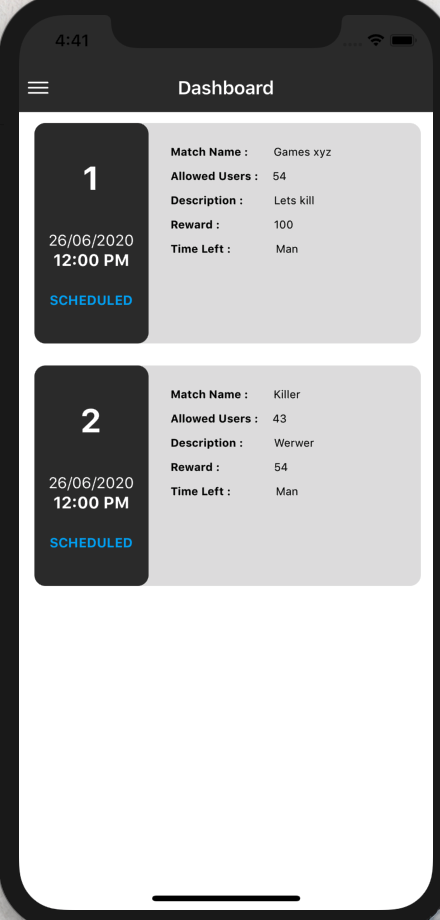 4:41
Dashboard
1
26/06/2020
12:00 PM
SCHEDULED
Match Name : Games xyz
Allowed Users : 54
Description : Lets kill
Reward : 100
Time Left : Man
2
26/06/2020
12:00 PM
SCHEDULED
Match Name : Killer
Allowed Users : 43
Description : Werwer
Reward : 54
Time Left : Man